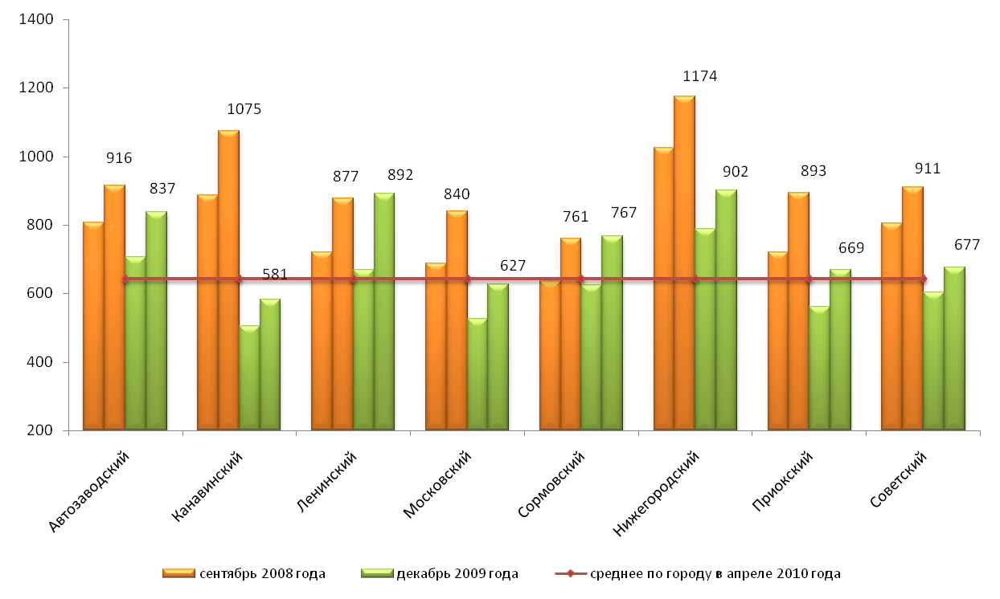 1400
1200
1000
800
600
400
200
916
837
1075
581
877
892
840
627
761
767
1174
902
893
669
911
677
Автозаводский
Канавинский
Ленинский
Московский
Сормовский
Нижегородский
Приокский
Советский
сентябрь 2008 года
декабрь 2009 года
среднее по городу в апреле 2010 года